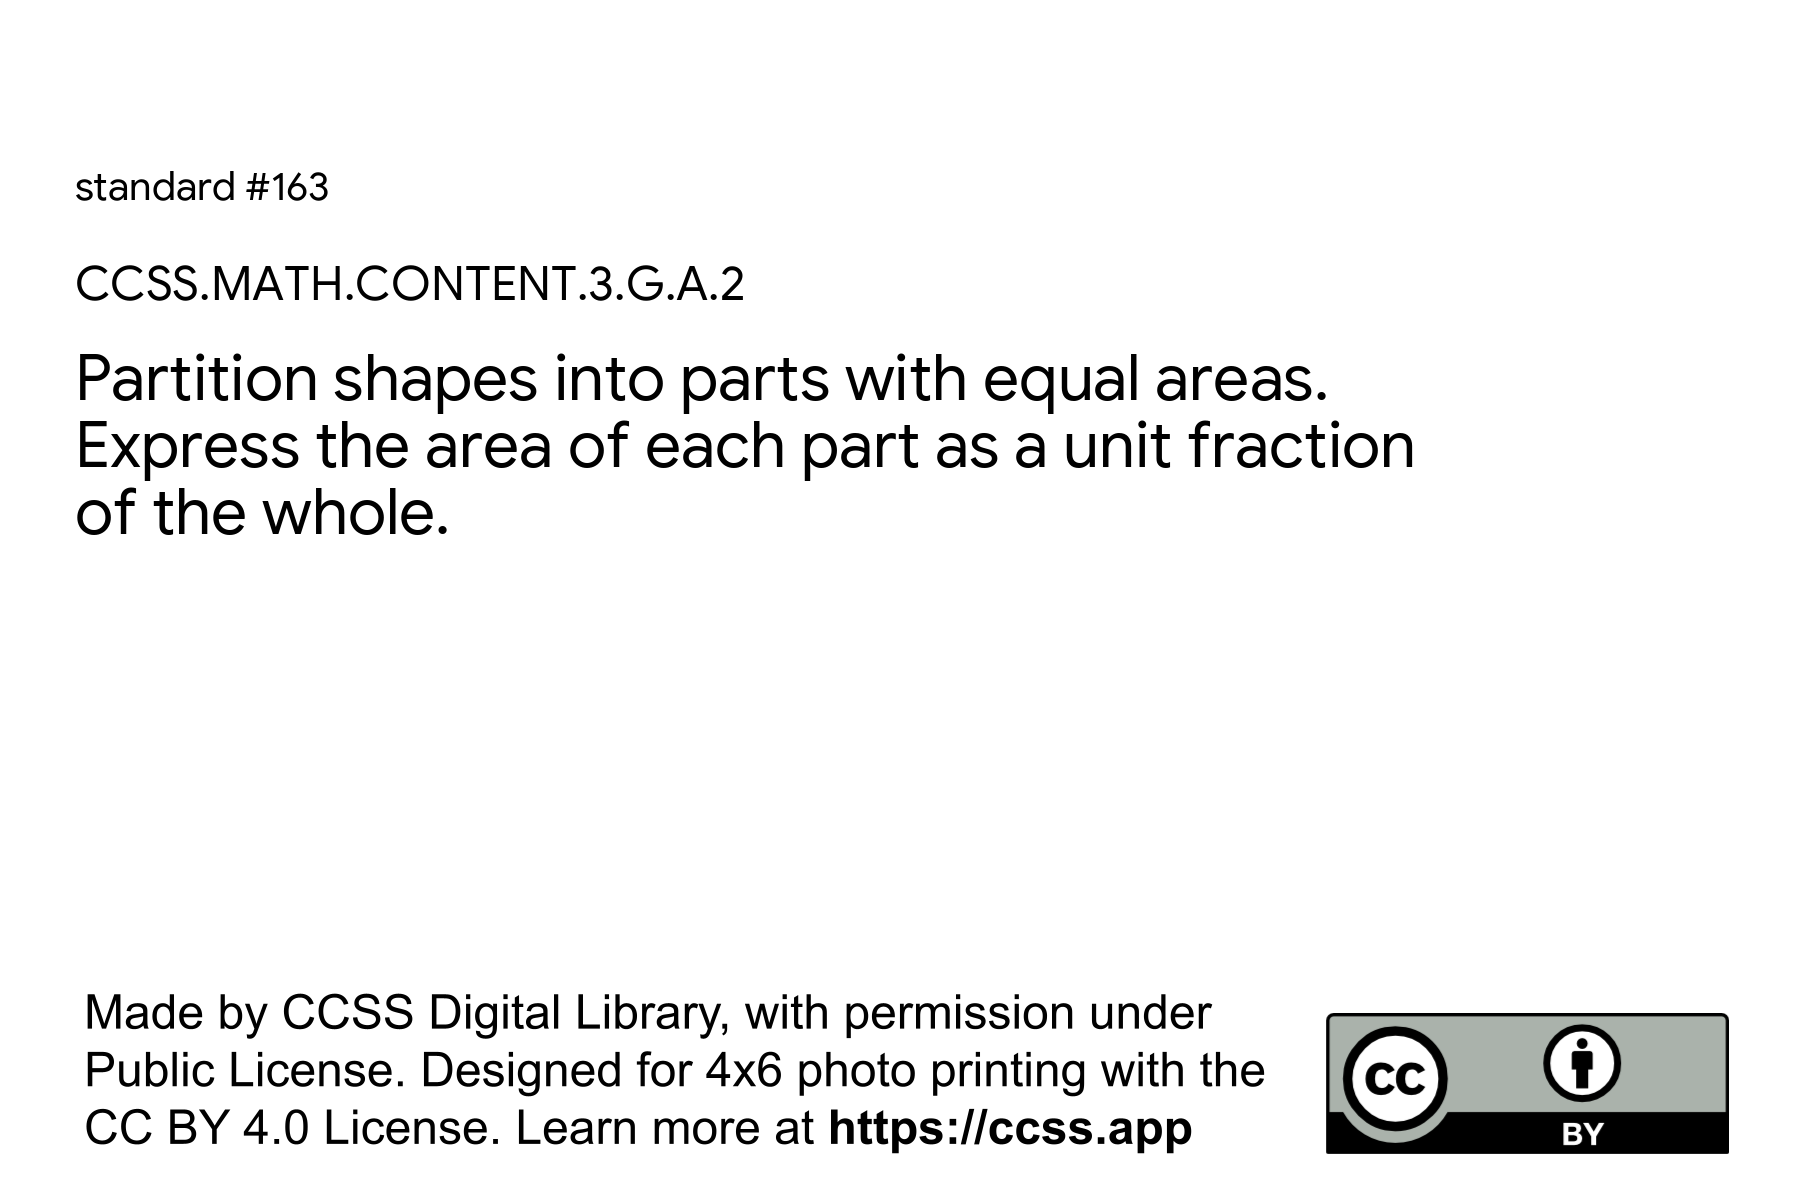 standard #163
CCSS.MATH.CONTENT.3.G.A.2
Partition shapes into parts with equal areas.
Express the area of each part as a unit fraction
of the whole.
Made by CCSS Digital Library, with permission under
Public License. Designed for 4x6 photo printing with the
CC BY 4.0 License. Learn more at https://ccss.app
CC
BY